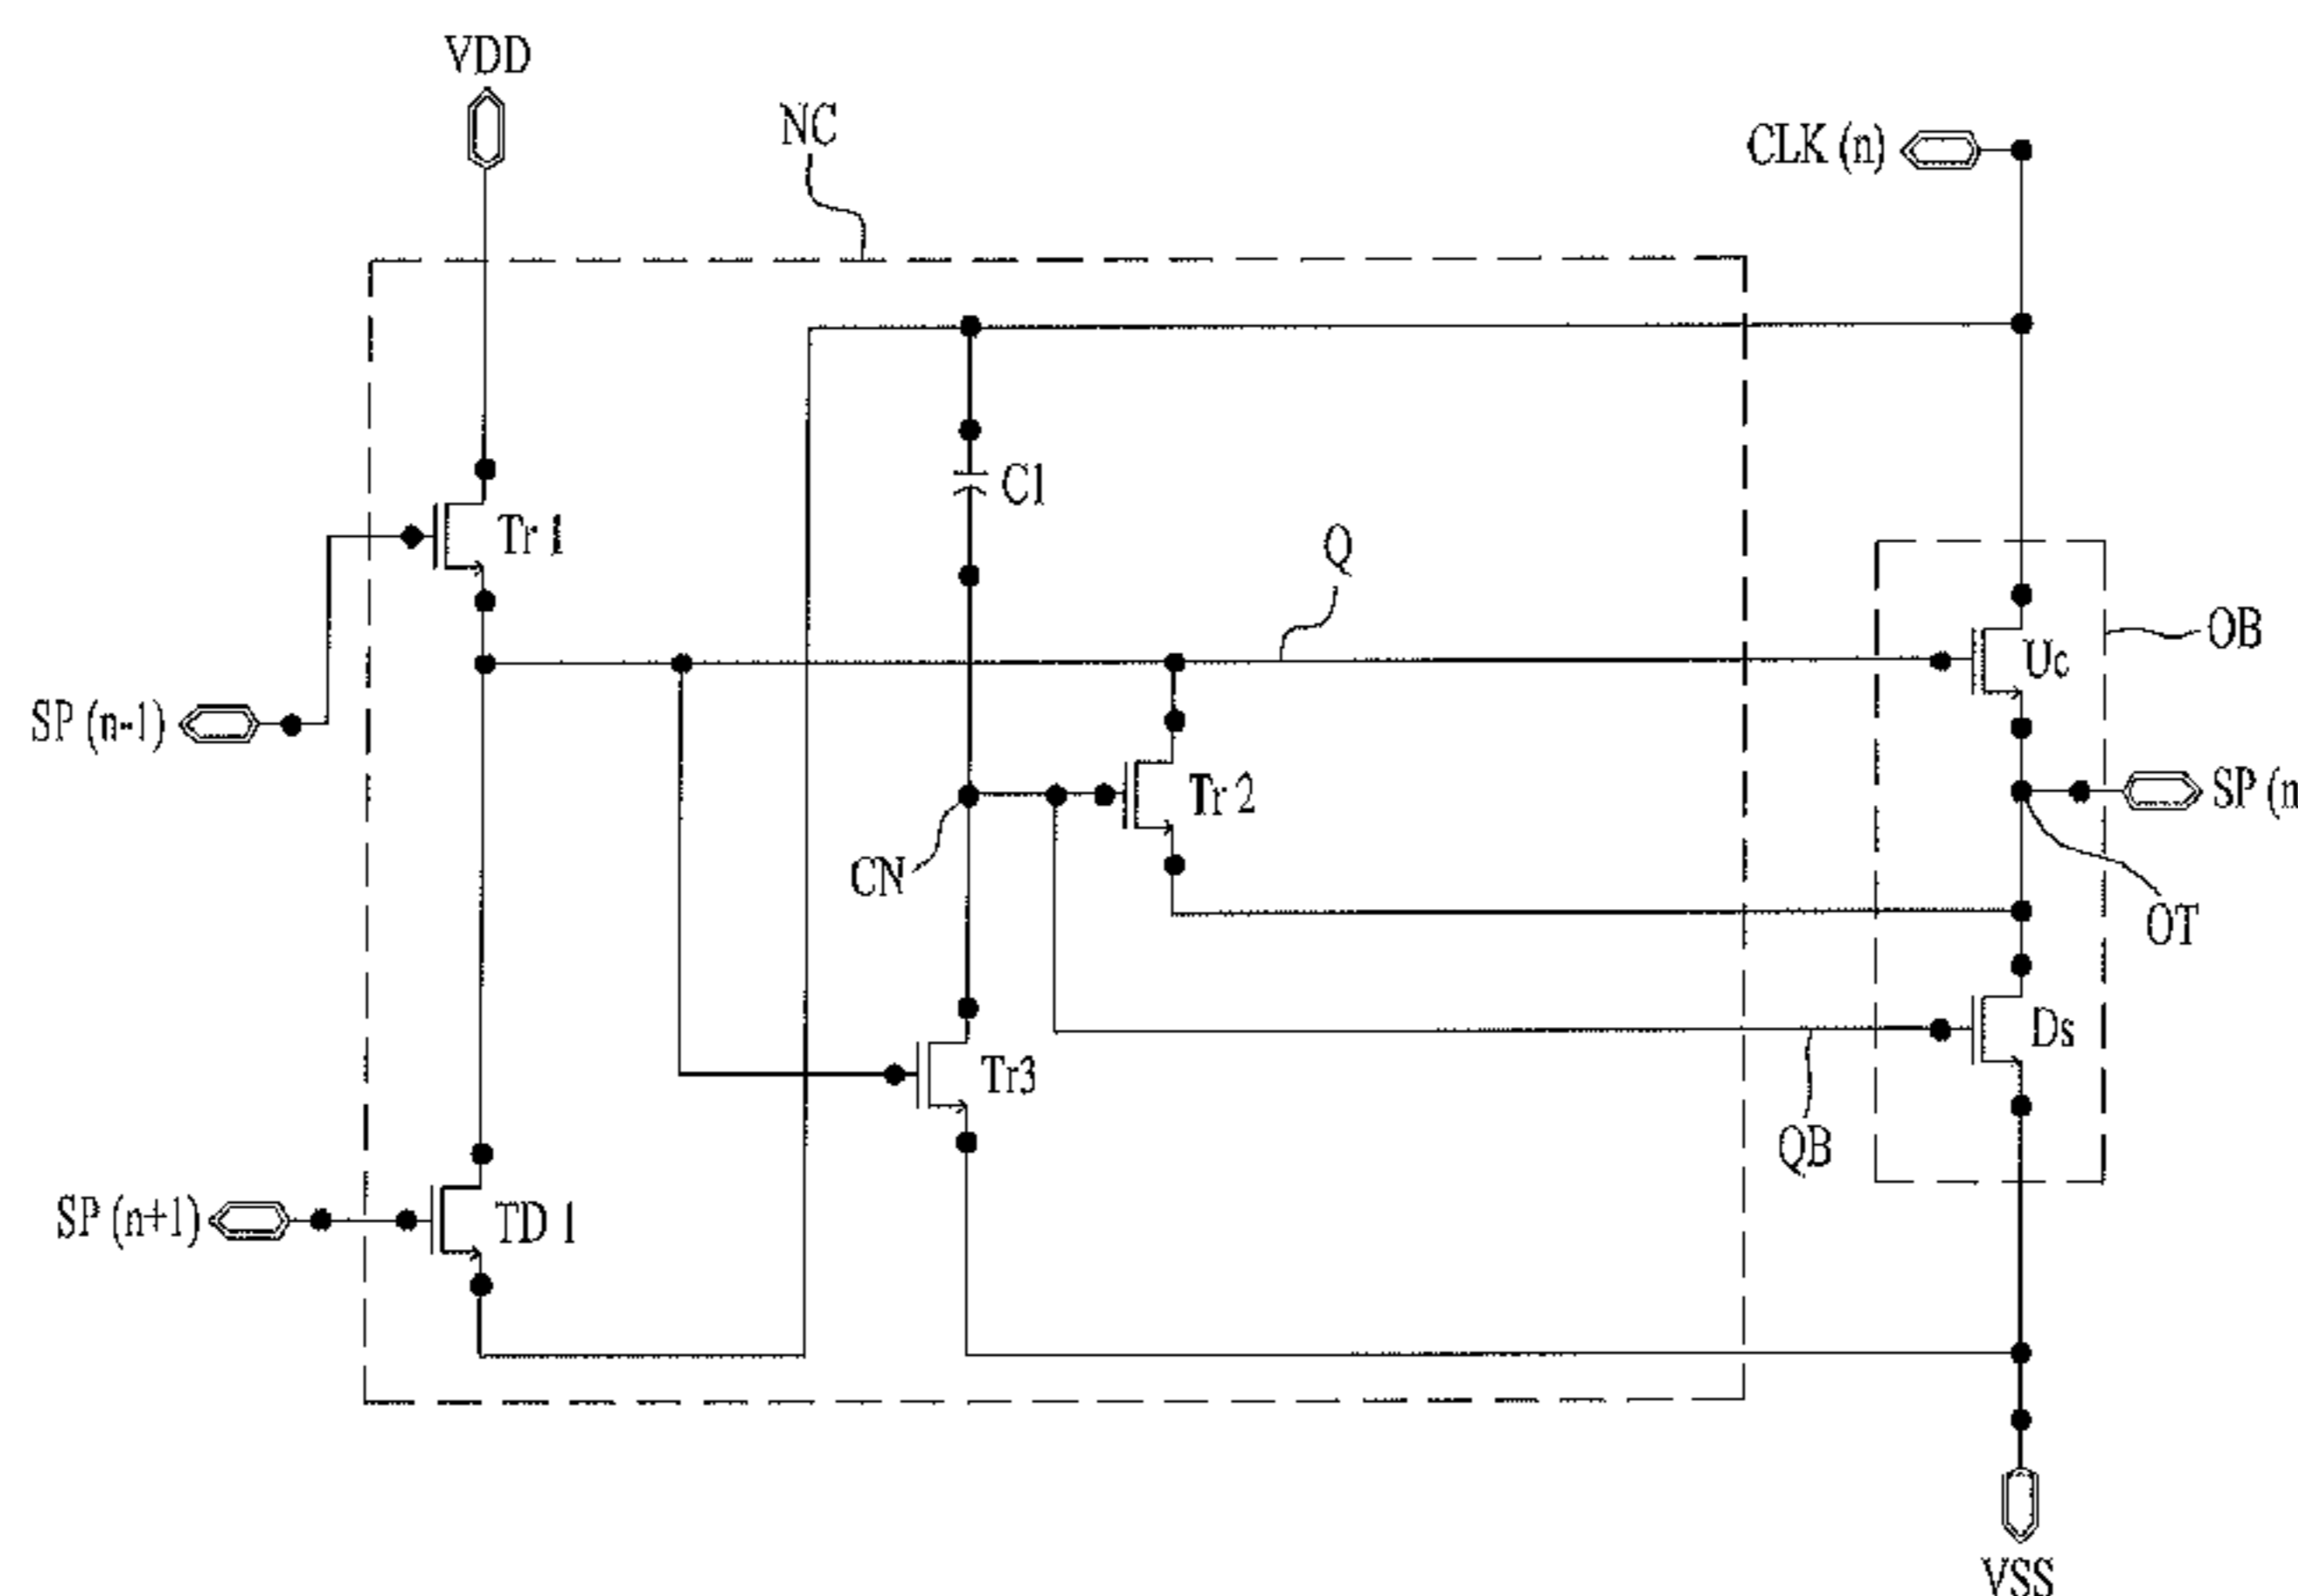 VDD
NC
CLK (n)
C1
Tr 1
Q
OB
Uc
SP (n-1)
Tr 2
SP (n
CN
OT
Ds
Tr3
QB
SP (n+1)
TD 1
VSS